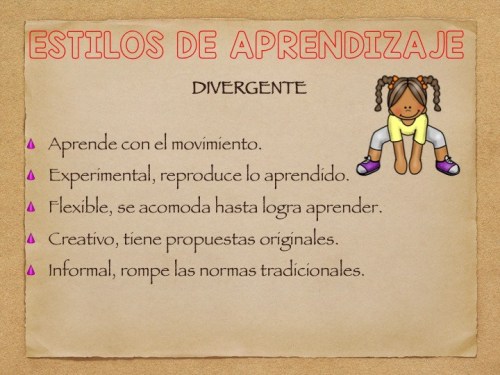 ESTILOS DE APRENDIZAJE
DIVERGENTE
Aprende con el movimiento.
Experimental, reproduce lo aprendido.
Flexible, se acomoda hasta logra aprender.
Creativo, tiene propuestas originales.
Informal, rompe las normas tradicionales.